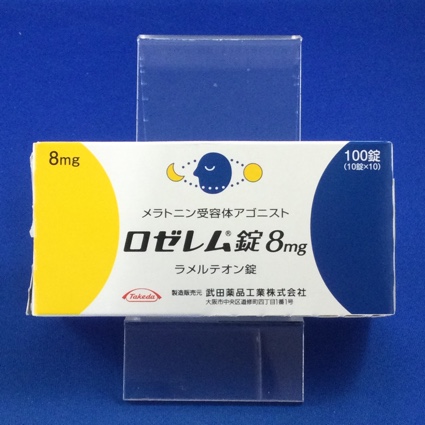 8mg
100錠
(10錠×10)
メラトニン受容体アゴニスト
ロゼレム®錠8mg
ラメルテオン錠
Takeda
製造販売元 武田薬品工業株式会社
大阪市中央区道修町四丁目1番1号